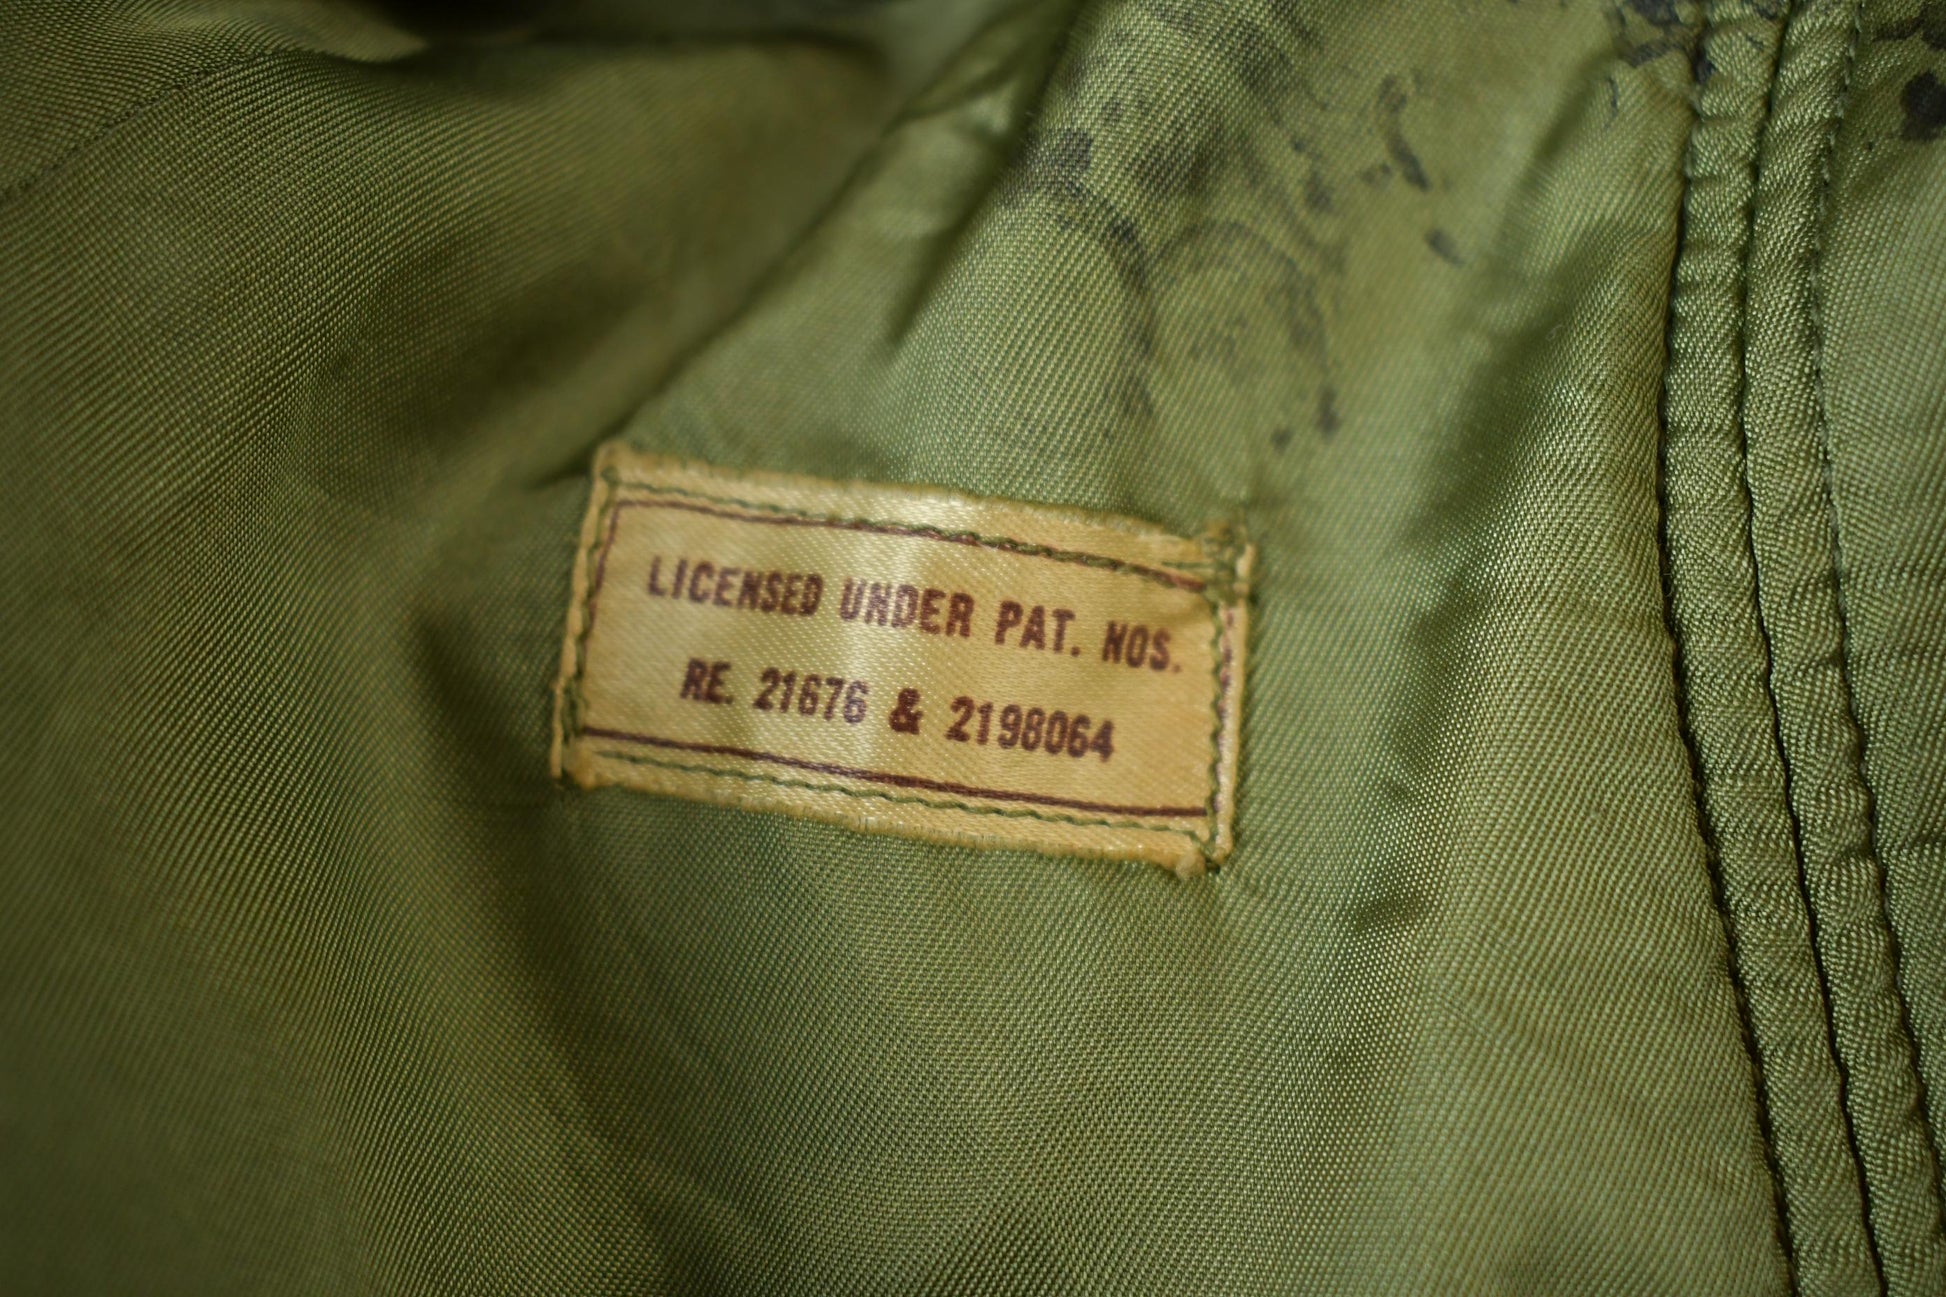 LICENSED UNDER PAT. NOS.
RE. 21676 & 2198064